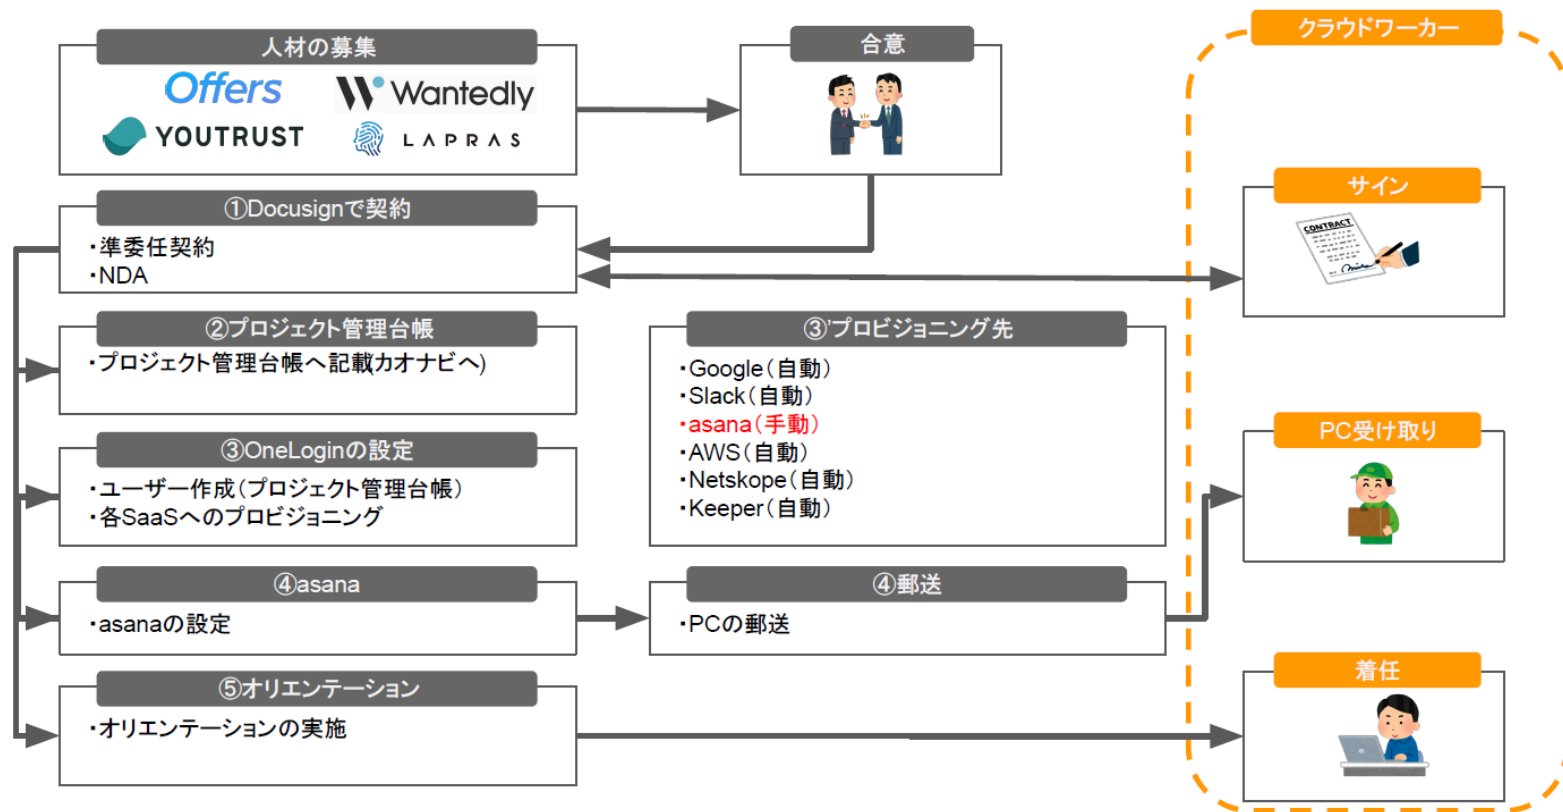 人材の募集
Offers
Wantedly
YOUTRUST
LAPRAS
合意
クラウドワーカー
①Docusignで契約
・準委任契約
・NDA
サイン
CONTRACT
②プロジェクト管理台帳
・プロジェクト管理台帳へ記載カオナビへ)
③'プロビジョニング先
・Google（自動）
・Slack（自動）
・asana（手動）
・AWS（自動）
・Netskope（自動）
・Keeper（自動）
③OneLoginの設定
・ユーザー作成（プロジェクト管理台帳）
・各SaaSへのプロビジョニング
PC受け取り
④asana
・asanaの設定
④郵送
・PCの郵送
⑤オリエンテーション
・オリエンテーションの実施
着任